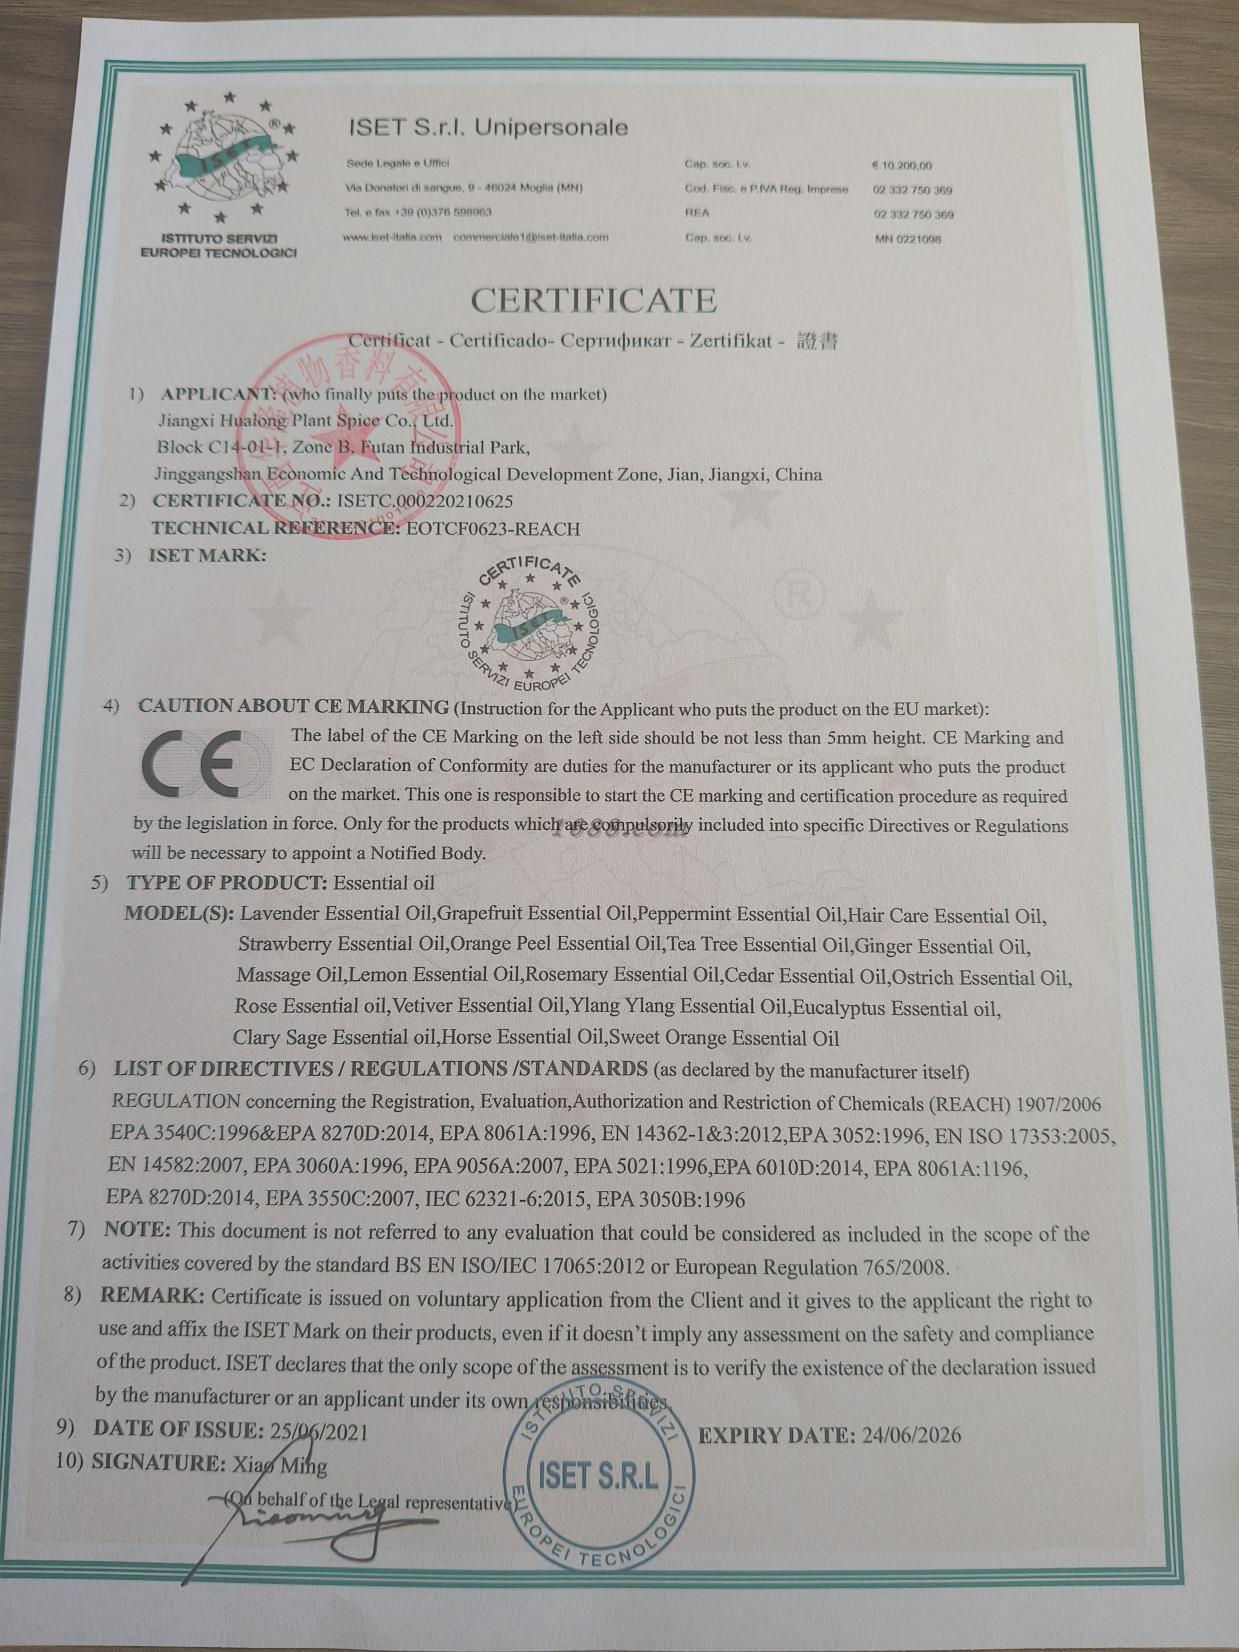 ISET
®
ISTITUTO SERVIZI
EUROPEI TECNOLOGICI
ISET S.r.l. Unipersonale
Sede Legale e Uffici
Via Donatori di sangue, 9 - 46024 Moglia (MN)
Tel. e fax +39 (0)376 598963
www.iset-italia.com commerciale1@iset-italia.com
Cap. soc. i.v. € 10.200,00
Cod. Fisc. e P.IVA Reg. Imprese 02 332 750 369
REA 02 332 750 369
Cap. soc. i.v. MN 0221098
CERTIFICATE
Certificat - Certificado- Сертификат - Zertifikat - 證書
植物香料有限公司
1) APPLICANT: (who finally puts the product on the market)
Jiangxi Hualong Plant Spice Co., Ltd.
Block C14-01-1, Zone B, Futan Industrial Park,
Jinggangshan Economic And Technological Development Zone, Jian, Jiangxi, China
2) CERTIFICATE NO.: ISETC.000220210625
TECHNICAL REFERENCE: EOTCF0623-REACH
3) ISET MARK:
CERTIFICATE
ISTITUTO SERVIZI EUROPEI TECNOLOGICI
ISET
®
®
4) CAUTION ABOUT CE MARKING (Instruction for the Applicant who puts the product on the EU market):
CE
The label of the CE Marking on the left side should be not less than 5mm height. CE Marking and
EC Declaration of Conformity are duties for the manufacturer or its applicant who puts the product
on the market. This one is responsible to start the CE marking and certification procedure as required
by the legislation in force. Only for the products which are compulsorily included into specific Directives or Regulations
will be necessary to appoint a Notified Body.
1688.com
5) TYPE OF PRODUCT: Essential oil
MODEL(S): Lavender Essential Oil,Grapefruit Essential Oil,Peppermint Essential Oil,Hair Care Essential Oil,
Strawberry Essential Oil,Orange Peel Essential Oil,Tea Tree Essential Oil,Ginger Essential Oil,
Massage Oil,Lemon Essential Oil,Rosemary Essential Oil,Cedar Essential Oil,Ostrich Essential Oil,
Rose Essential oil,Vetiver Essential Oil,Ylang Ylang Essential Oil,Eucalyptus Essential oil,
Clary Sage Essential oil,Horse Essential Oil,Sweet Orange Essential Oil
6) LIST OF DIRECTIVES / REGULATIONS /STANDARDS (as declared by the manufacturer itself)
REGULATION concerning the Registration, Evaluation,Authorization and Restriction of Chemicals (REACH) 1907/2006
EPA 3540C:1996&EPA 8270D:2014, EPA 8061A:1996, EN 14362-1&3:2012,EPA 3052:1996, EN ISO 17353:2005,
EN 14582:2007, EPA 3060A:1996, EPA 9056A:2007, EPA 5021:1996,EPA 6010D:2014, EPA 8061A:1196,
EPA 8270D:2014, EPA 3550C:2007, IEC 62321-6:2015, EPA 3050B:1996
7) NOTE: This document is not referred to any evaluation that could be considered as included in the scope of the
activities covered by the standard BS EN ISO/IEC 17065:2012 or European Regulation 765/2008.
8) REMARK: Certificate is issued on voluntary application from the Client and it gives to the applicant the right to
use and affix the ISET Mark on their products, even if it doesn't imply any assessment on the safety and compliance
of the product. ISET declares that the only scope of the assessment is to verify the existence of the declaration issued
by the manufacturer or an applicant under its own responsibilities.
9) DATE OF ISSUE: 25/06/2021 EXPIRY DATE: 24/06/2026
10) SIGNATURE: Xiao Ming
(On behalf of the Legal representative)
Xiaoming
ISTITUTO SERVIZI
ISET S.R.L
EUROPEI TECNOLOGICI